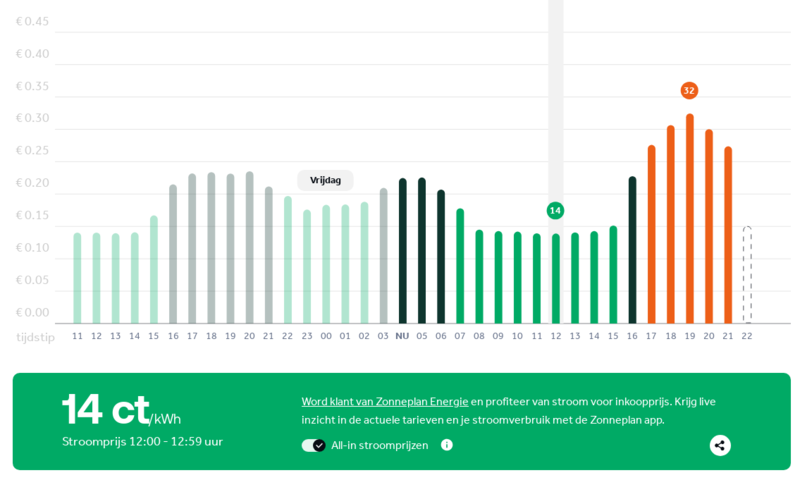 € 0.45
€ 0.40
€ 0.35
32
€ 0.30
€ 0.25
Vrijdag
€ 0.20
14
€ 0.15
€ 0.10
€ 0.05
€ 0.00
tijdstip 11 12 13 14 15 16 17 18 19 20 21 22 23 00 01 02 03 NU 05 06 07 08 09 10 11 12 13 14 15 16 17 18 19 20 21 22
14 ct/kWh
Stroomprijs 12:00 - 12:59 uur
Word klant van Zonneplan Energie en profiteer van stroom voor inkoopprijs. Krijg live
inzicht in de actuele tarieven en je stroomverbruik met de Zonneplan app.
All-in stroomprijzen